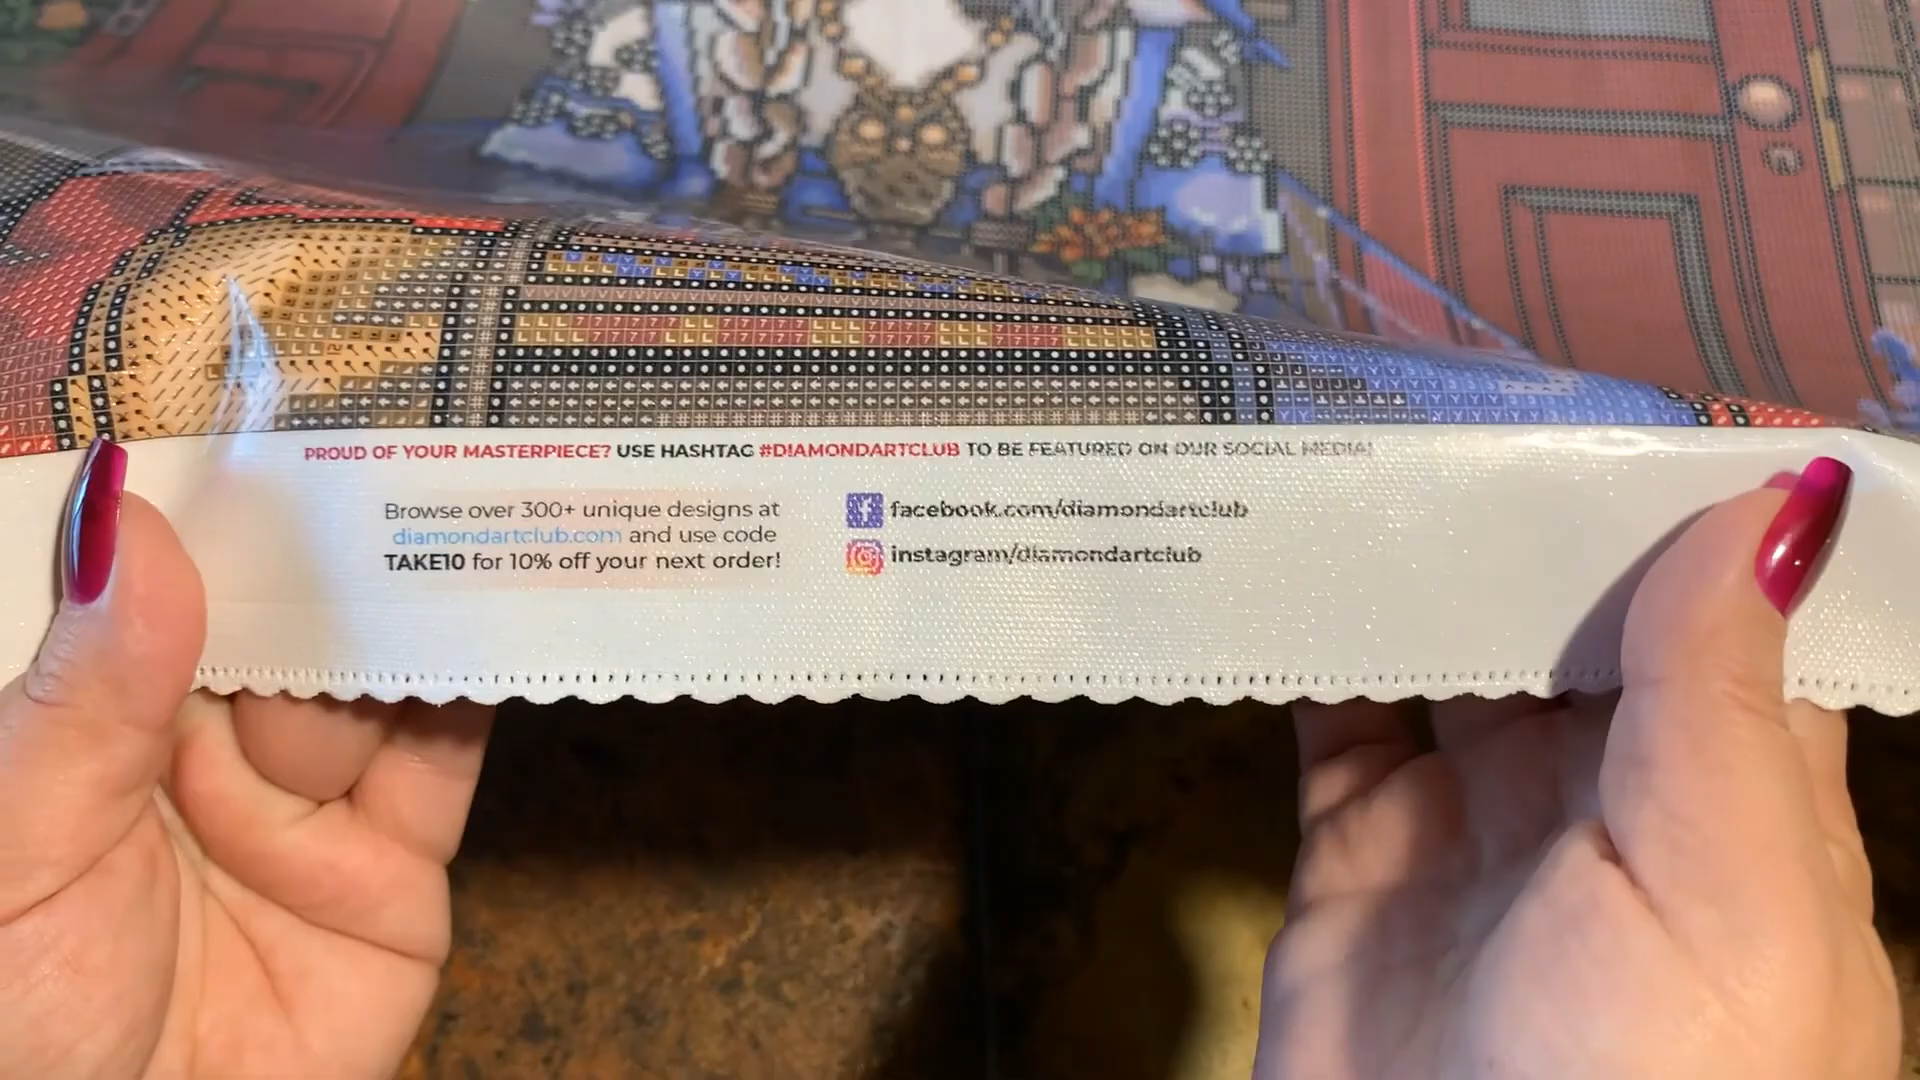 PROUD OF YOUR MASTERPIECE? USE HASHTAG #DIAMONDARTCLUB TO BE FEATURED ON OUR SOCIAL MEDIA!
Browse over 300+ unique designs at
diamondartclub.com and use code
TAKE10 for 10% off your next order!
facebook.com/diamondartclub
instagram/diamondartclub